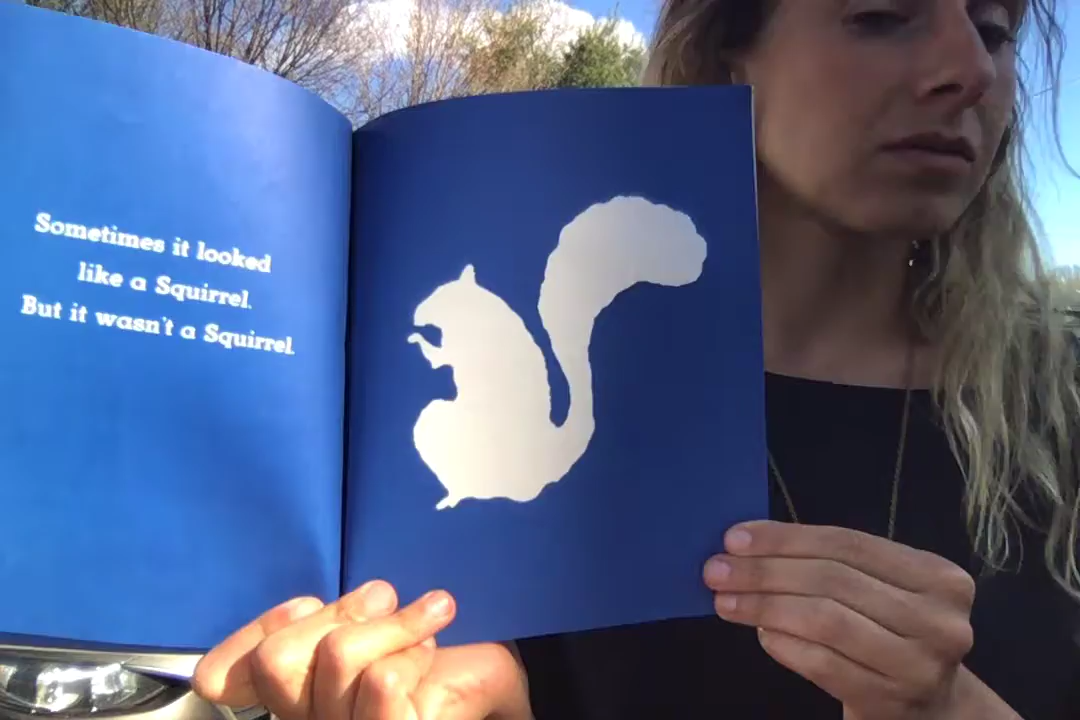 Sometimes it looked
like a Squirrel.
But it wasn't a Squirrel.